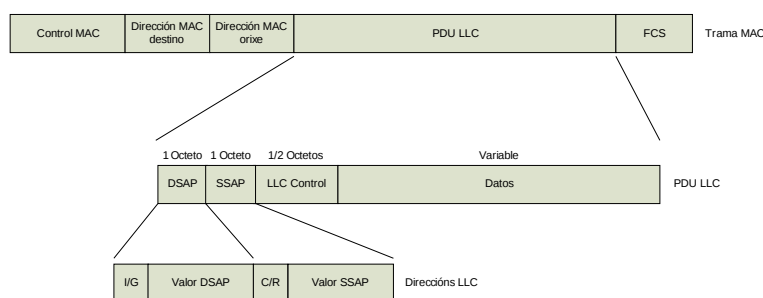 Control MAC
Dirección MAC
destino
Dirección MAC
orixe
PDU LLC
FCS
Trama MAC
1 Octeto
1 Octeto
1/2 Octetos
Variable
DSAP
SSAP
LLC Control
Datos
PDU LLC
I/G
Valor DSAP
C/R
Valor SSAP
Direccións LLC